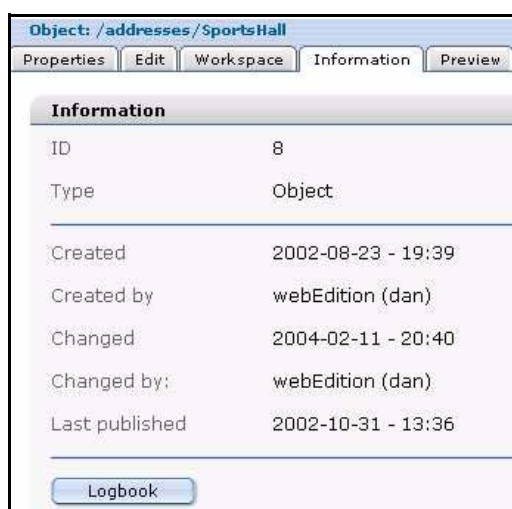 Object: /addresses/SportsHall
Properties Edit Workspace Information Preview
Information
ID 8
Type Object
Created 2002-08-23 - 19:39
Created by webEdition (dan)
Changed 2004-02-11 - 20:40
Changed by: webEdition (dan)
Last published 2002-10-31 - 13:36
Logbook